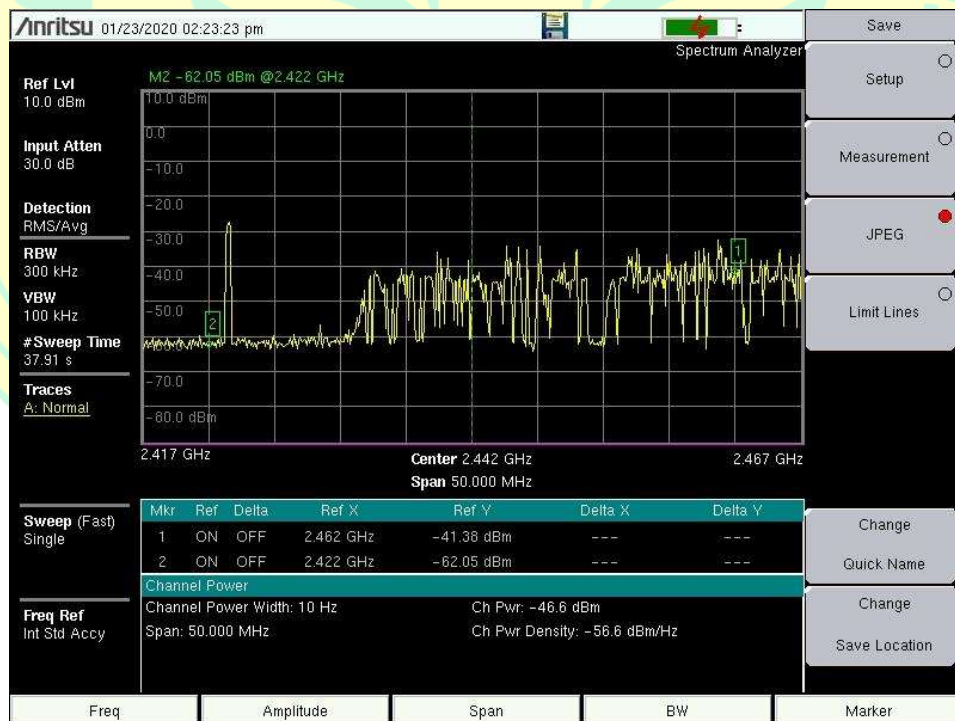 Anritsu 01/23/2020 02:23:23 pm
Save
Spectrum Analyzer
Setup
Measurement
JPEG
Limit Lines
Ref Lvl
10.0 dBm
Input Atten
30.0 dB
Detection
RMS/Avg
RBW
300 kHz
VBW
100 kHz
#Sweep Time
37.91 s
Traces
A: Normal
M2 -62.05 dBm @2.422 GHz
10.0 dBm
0.0
-10.0
-20.0
-30.0
-40.0
-50.0
-70.0
-80.0 dBm
1
2
2.417 GHz
Center 2.442 GHz
2.467 GHz
Span 50.000 MHz
Sweep (Fast)
Single
Freq Ref
Int Std Accy
Mkr Ref Delta Ref X Ref Y Delta X Delta Y
1 ON OFF 2.462 GHz -41.38 dBm --- ---
2 ON OFF 2.422 GHz -62.05 dBm --- ---
Channel Power
Channel Power Width: 10 Hz Ch Pwr: -46.6 dBm
Span: 50.000 MHz Ch Pwr Density: -56.6 dBm/Hz
Change
Quick Name
Change
Save Location
Freq Amplitude Span BW Marker